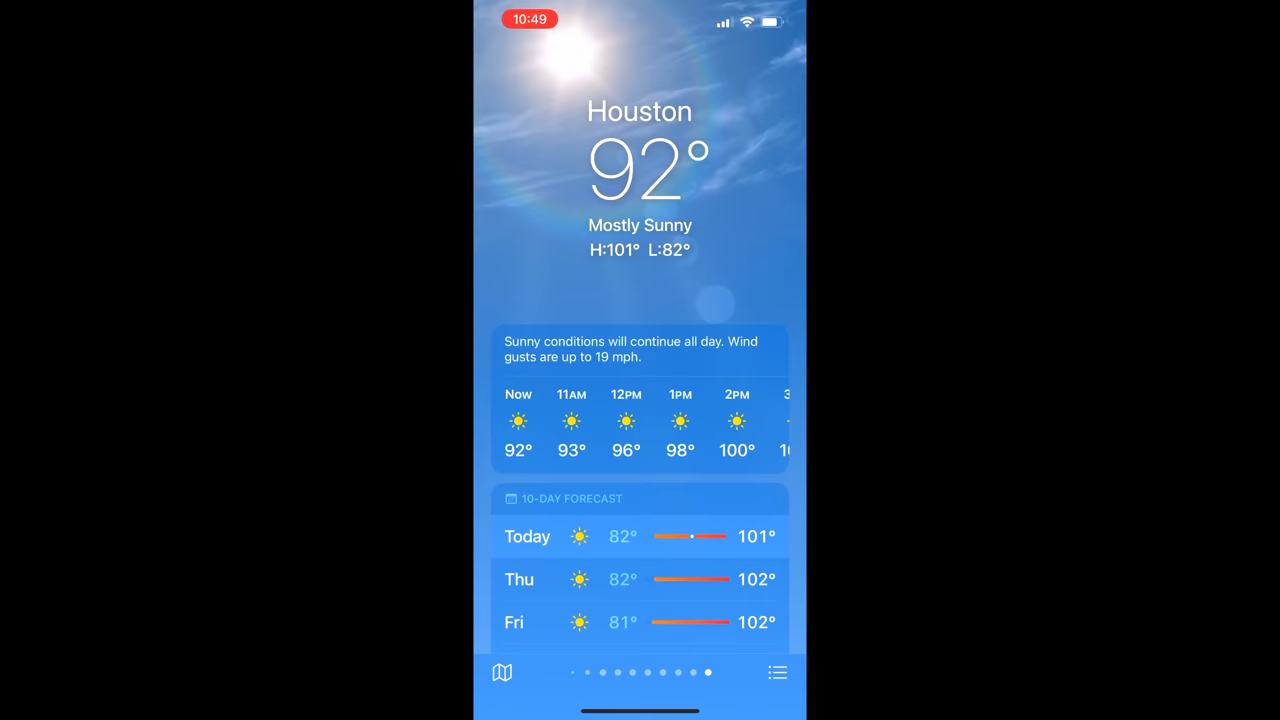 10:49
Houston
92°
Mostly Sunny
H:101° L:82°
Sunny conditions will continue all day. Wind
gusts are up to 19 mph.
Now 11AM 12PM 1PM 2PM
92° 93° 96° 98° 100°
10-DAY FORECAST
Today 82° 101°
Thu 82° 102°
Fri 81° 102°